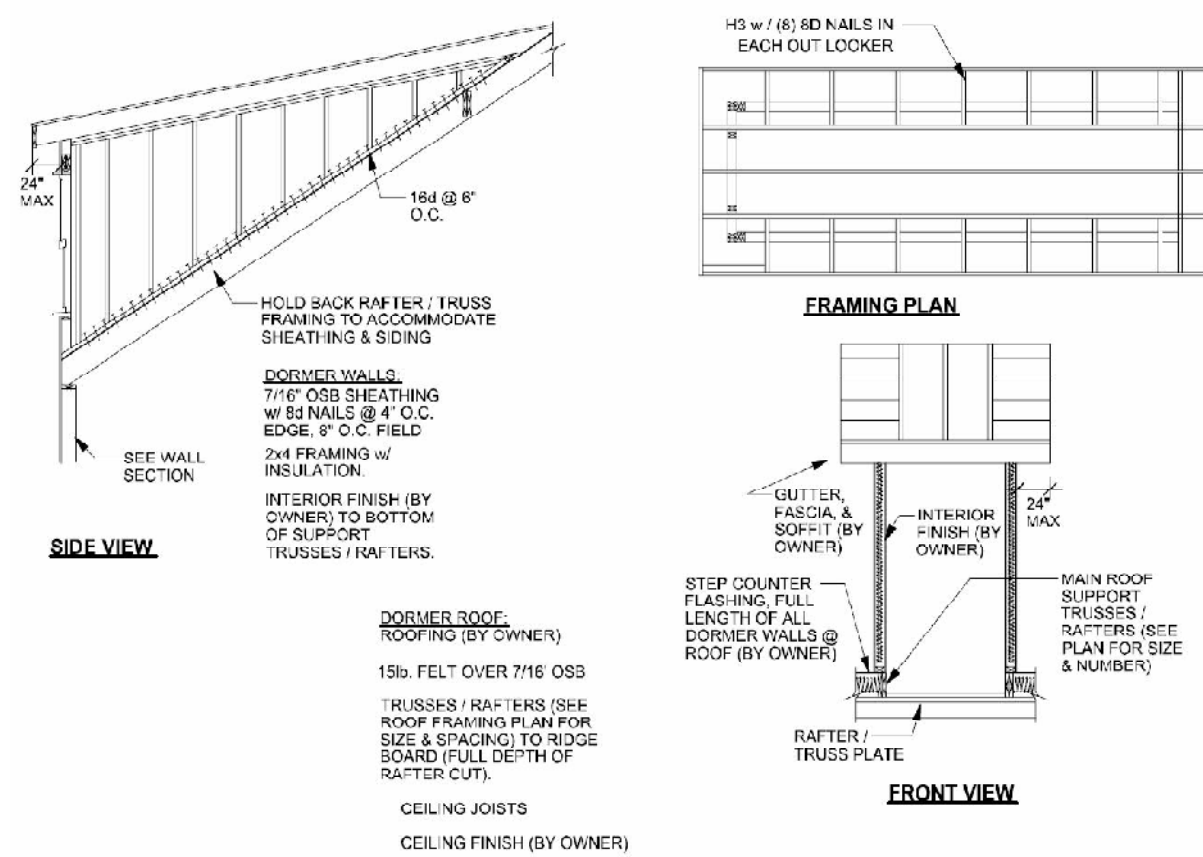 24"
MAX
16d @ 6"
O.C.
HOLD BACK RAFTER / TRUSS
FRAMING TO ACCOMMODATE
SHEATHING & SIDING
DORMER WALLS:
7/16" OSB SHEATHING
w/ 8d NAILS @ 4" O.C.
EDGE, 8" O.C. FIELD
2x4 FRAMING w/
INSULATION.
INTERIOR FINISH (BY
OWNER) TO BOTTOM
OF SUPPORT
TRUSSES / RAFTERS.
SEE WALL
SECTION
SIDE VIEW
DORMER ROOF:
ROOFING (BY OWNER)
15lb. FELT OVER 7/16' OSB
TRUSSES / RAFTERS (SEE
ROOF FRAMING PLAN FOR
SIZE & SPACING) TO RIDGE
BOARD (FULL DEPTH OF
RAFTER CUT).
CEILING JOISTS
CEILING FINISH (BY OWNER)
H3 w / (8) 8D NAILS IN
EACH OUT LOOKER
FRAMING PLAN
GUTTER,
FASCIA, &
SOFFIT (BY
OWNER)
INTERIOR
FINISH (BY
OWNER)
24"
MAX
STEP COUNTER
FLASHING, FULL
LENGTH OF ALL
DORMER WALLS @
ROOF (BY OWNER)
MAIN ROOF
SUPPORT
TRUSSES /
RAFTERS (SEE
PLAN FOR SIZE
& NUMBER)
RAFTER /
TRUSS PLATE
FRONT VIEW